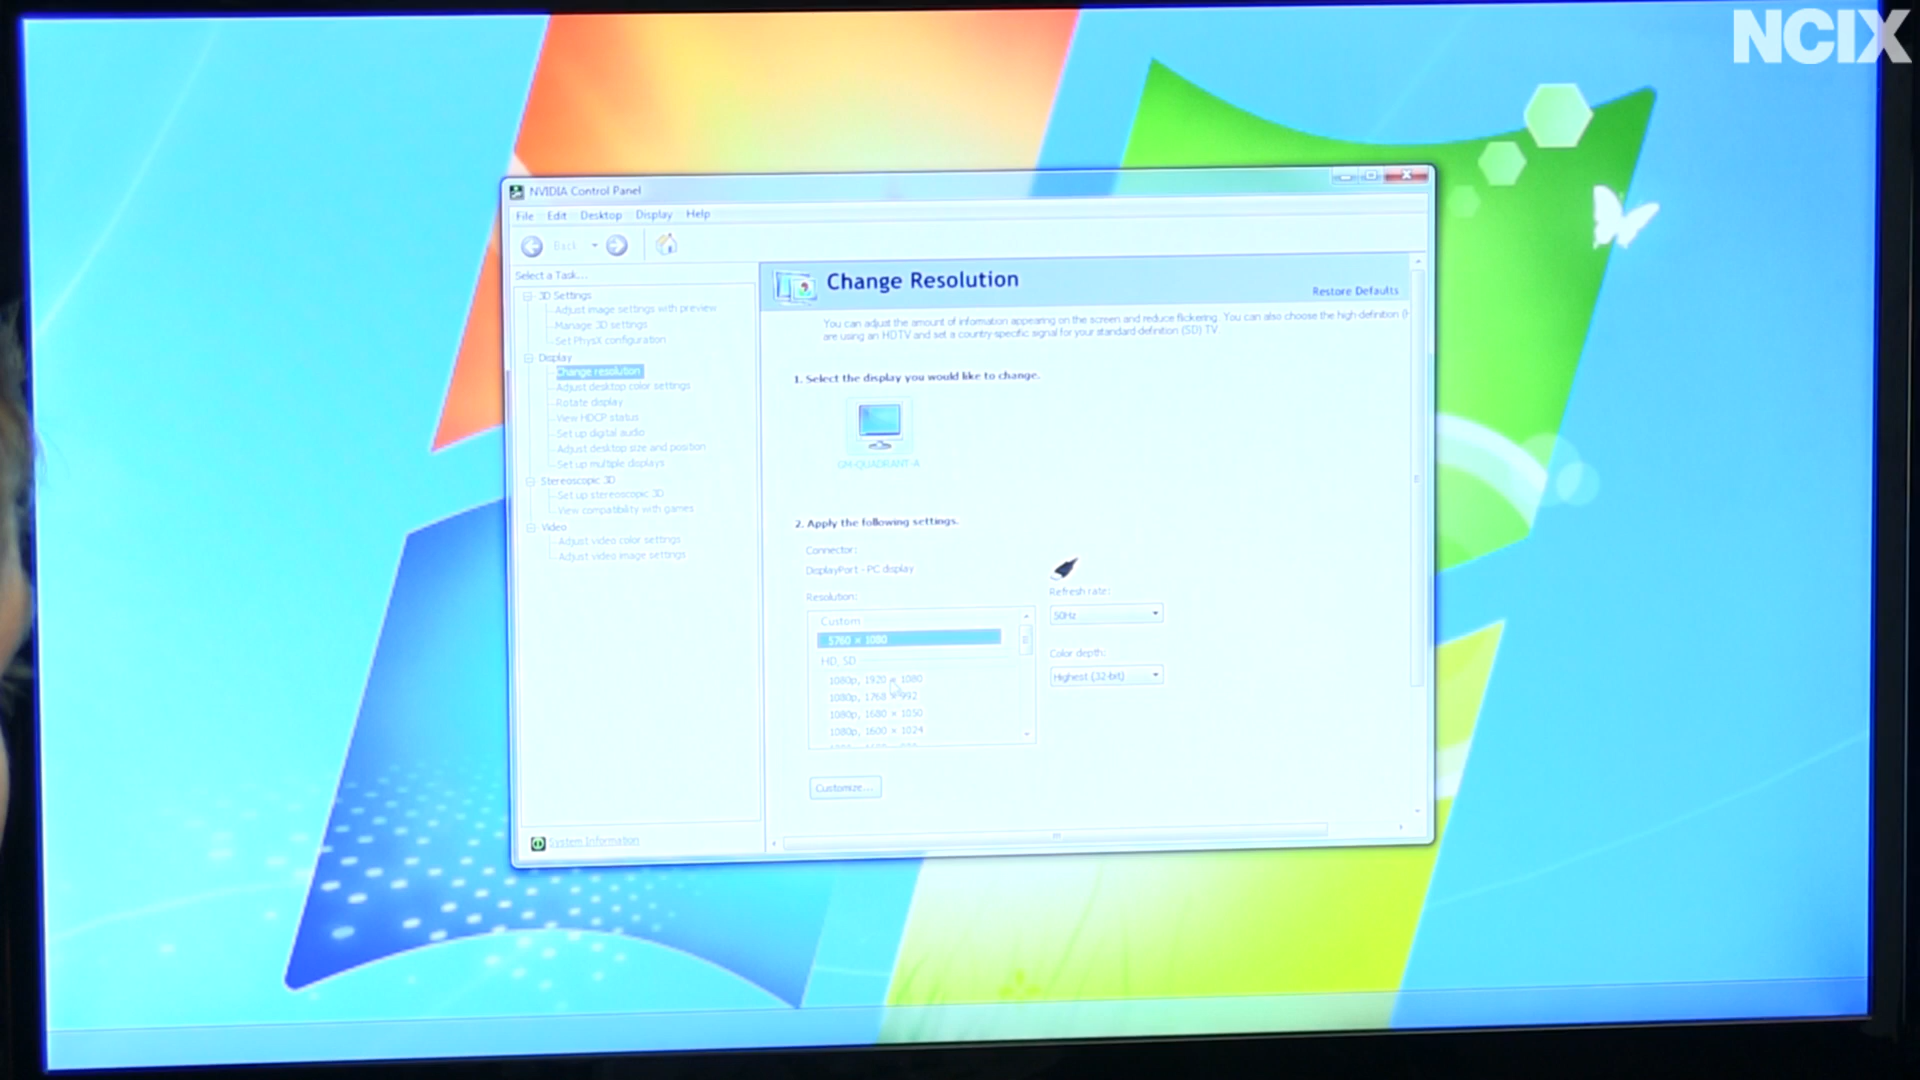 NCIX
NVIDIA Control Panel
File Edit Desktop Display Help
Back
Select a Task...
3D Settings
Adjust image settings with preview
Manage 3D settings
Set PhysX configuration
Display
Change resolution
Adjust desktop color settings
Rotate display
View HDCP status
Set up digital audio
Adjust desktop size and position
Set up multiple displays
Stereoscopic 3D
Set up stereoscopic 3D
View compatibility with games
Video
Adjust video color settings
Adjust video image settings
System Information
Change Resolution
Restore Defaults
You can adjust the amount of information appearing on the screen and reduce flickering. You can also choose the high-definition (H
are using an HDTV and set a country-specific signal for your standard definition (SD) TV
1. Select the display you would like to change.
GM-QUADRANT-A
2. Apply the following settings.
Connector:
DisplayPort - PC display
Resolution:
Custom
5760 × 1080
HD, SD
1080p, 1920 × 1080
1080p, 1768 × 992
1080p, 1680 × 1050
1080p, 1600 × 1024
Refresh rate:
50Hz
Color depth:
Highest (32-bit)
Customize...